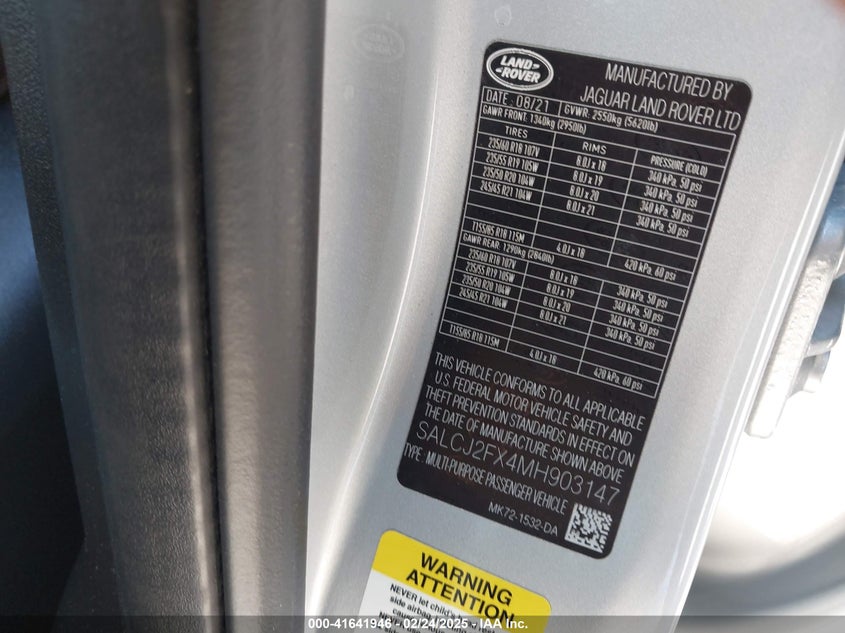 LAND-
-ROVER
MANUFACTURED BY
JAGUAR LAND ROVER LTD
DATE: 08/21 GVWR: 2550kg (5620lb)
GAWR FRONT: 1340kg (2950lb)
TIRES RIMS PRESSURE (COLD)
235/60 R18 107V 8.0J x 18 340 kPa, 50 psi
235/55 R19 105W 8.0J x 19 340 kPa, 50 psi
235/50 R20 104W 8.0J x 20 340 kPa, 50 psi
245/45 R21 104W 8.0J x 21 340 kPa, 50 psi
T155/85 R18 115M 4.0J x 18 420 kPa, 60 psi
GAWR REAR: 1290kg (2840lb)
235/60 R18 107V 8.0J x 18 340 kPa, 50 psi
235/55 R19 105W 8.0J x 19 340 kPa, 50 psi
235/50 R20 104W 8.0J x 20 340 kPa, 50 psi
245/45 R21 104W 8.0J x 21 340 kPa, 50 psi
T155/85 R18 115M 4.0J x 18 420 kPa, 60 psi
THIS VEHICLE CONFORMS TO ALL APPLICABLE
U.S. FEDERAL MOTOR VEHICLE SAFETY AND
THEFT PREVENTION STANDARDS IN EFFECT ON
THE DATE OF MANUFACTURE SHOWN ABOVE
SALCJ2FX4MH903147
TYPE: MULTI-PURPOSE PASSENGER VEHICLE
MK72-1532-DA
WARNING
ATTENTION
NEVER let child's
side airbag
NEVER
000-41641946 - 02/24/2025 - IAA Inc.